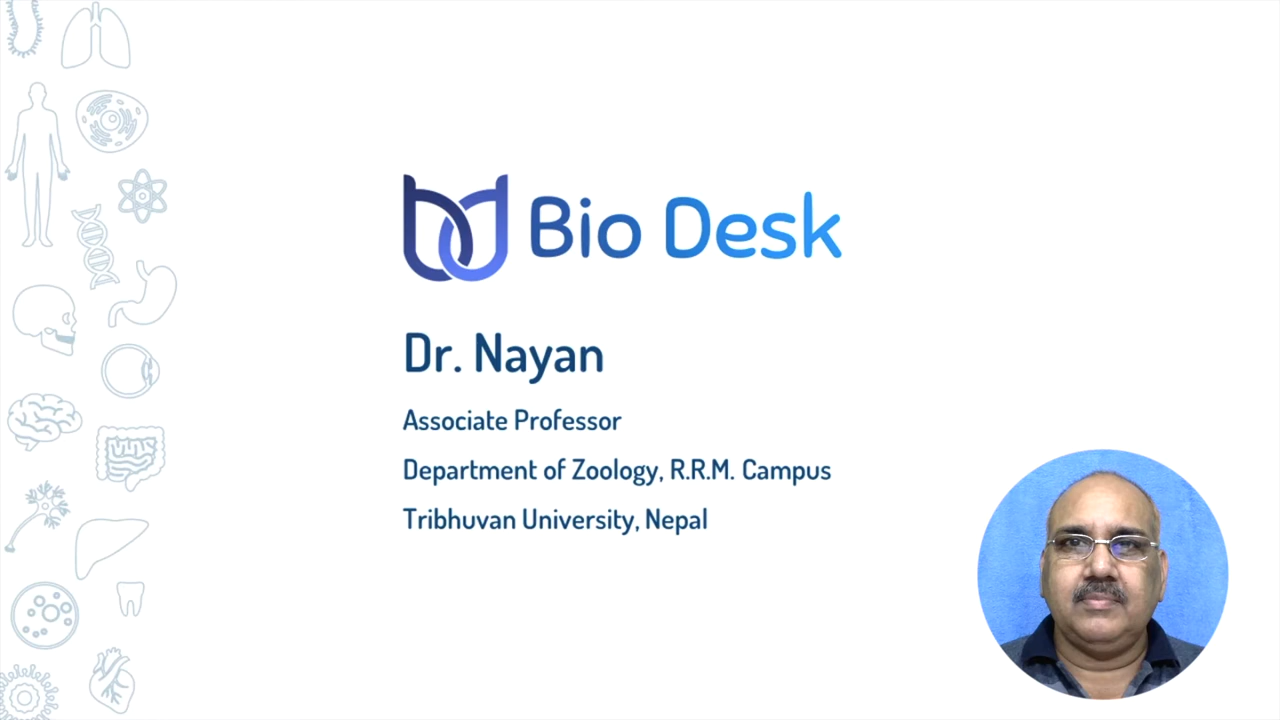 Bio Desk
Dr. Nayan
Associate Professor
Department of Zoology, R.R.M. Campus
Tribhuvan University, Nepal